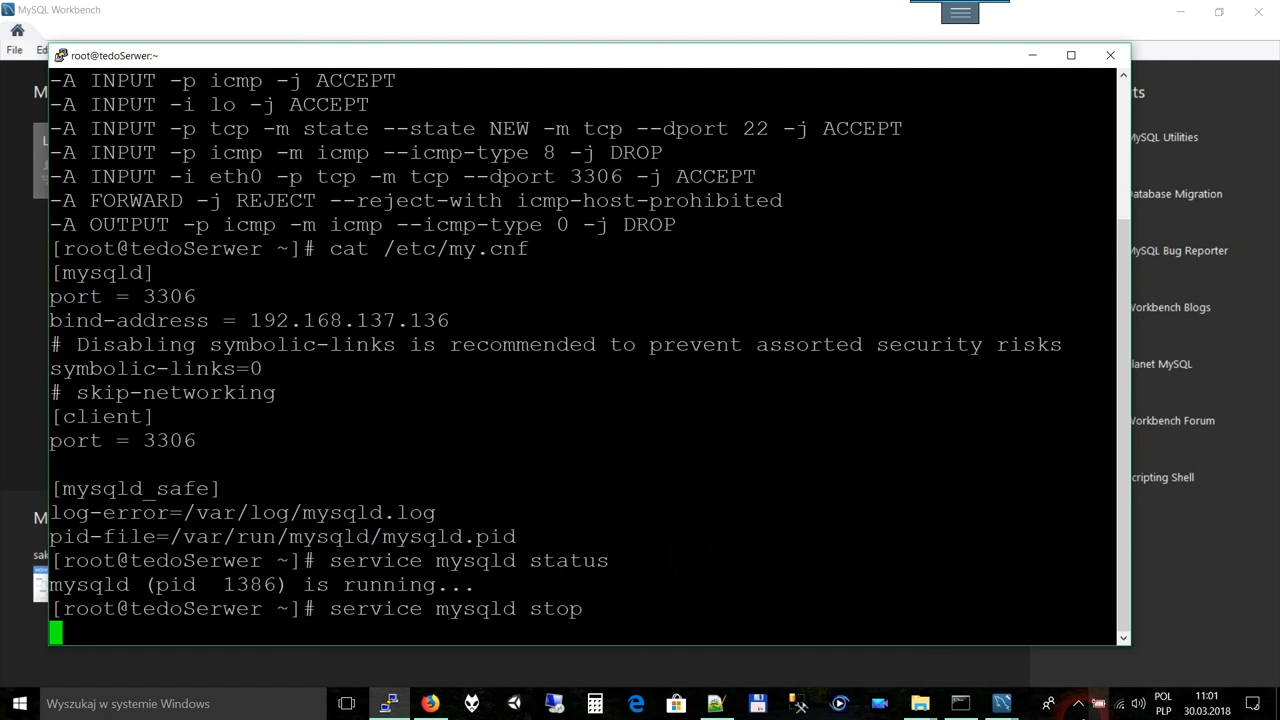 MySQL Workbench
File Ed
root@tedoSerwer:~
-A INPUT -p icmp -j ACCEPT
-A INPUT -i lo -j ACCEPT
-A INPUT -p tcp -m state --state NEW -m tcp --dport 22 -j ACCEPT
-A INPUT -p icmp -m icmp --icmp-type 8 -j DROP
-A INPUT -i eth0 -p tcp -m tcp --dport 3306 -j ACCEPT
-A FORWARD -j REJECT --reject-with icmp-host-prohibited
-A OUTPUT -p icmp -m icmp --icmp-type 0 -j DROP
[root@tedoSerwer ~]# cat /etc/my.cnf
[mysqld]
port = 3306
bind-address = 192.168.137.136
# Disabling symbolic-links is recommended to prevent assorted security risks
symbolic-links=0
# skip-networking
[client]
port = 3306
[mysqld_safe]
log-error=/var/log/mysqld.log
pid-file=/var/run/mysqld/mysqld.pid
[root@tedoSerwer ~]# service mysqld status
mysqld (pid  1386) is running...
[root@tedoSerwer ~]# service mysqld stop
M
L
M
sak
ts
MySQL Utilities
Database Migration
MySQL Bug Reporter
Workbench Blogs
Planet MySQL
Workbench Forum
Scripting Shell
Wyszukaj w systemie Windows
POL
PLP
11:01
30.03.2018